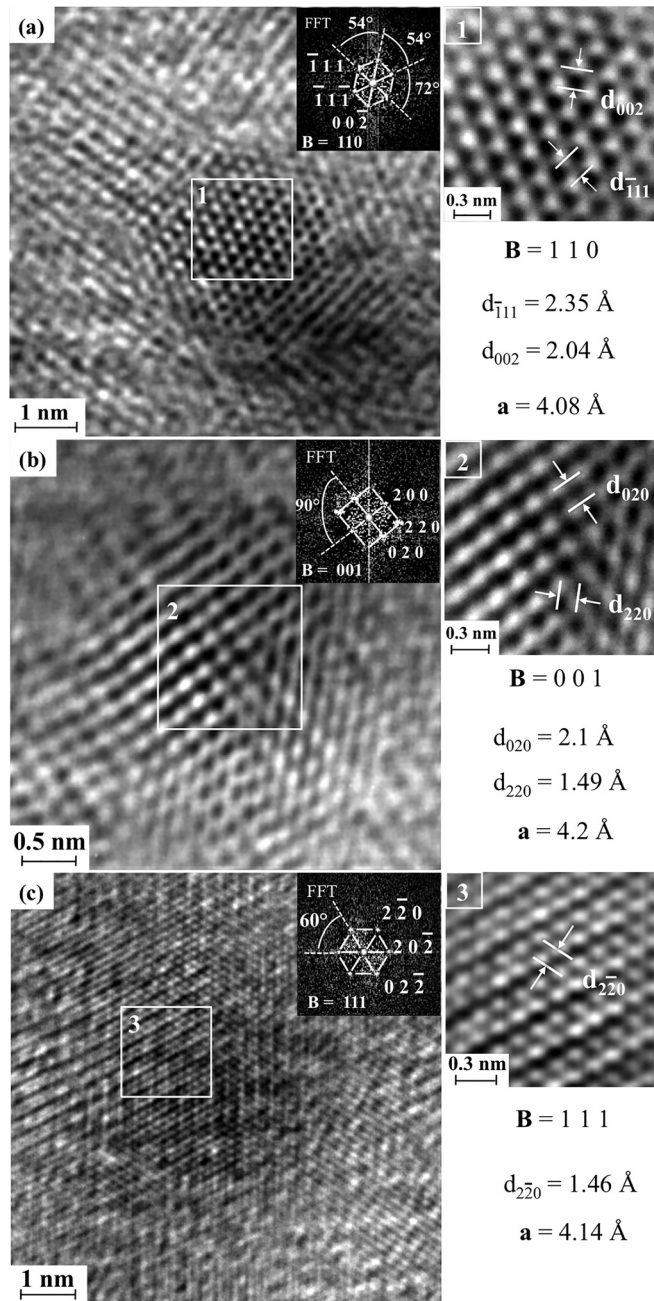 (a)
FFT
54°
54°
72°
1̅ 1 1̅
1̅ 1 1̅
0 0 2̅
B = 110
1
1 nm
1
d002
d1̅11
0.3 nm
B = 1 1 0
d1̅11 = 2.35 Å
d002 = 2.04 Å
a = 4.08 Å
(b)
FFT
90°
2 0 0
2 2 0
0 2 0
B = 001
2
0.5 nm
2
d020
d220
0.3 nm
B = 0 0 1
d020 = 2.1 Å
d220 = 1.49 Å
a = 4.2 Å
(c)
FFT
60°
2 2̅ 0
2 0 2̅
0 2 2̅
B = 111
3
1 nm
3
d22̅0
0.3 nm
B = 1 1 1
d22̅0 = 1.46 Å
a = 4.14 Å